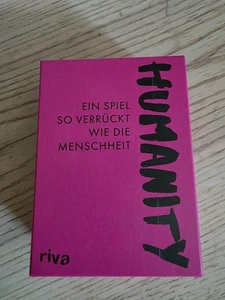 HUMANITY
EIN SPIEL
SO VERRÜCKT
WIE DIE
MENSCHHEIT
riva